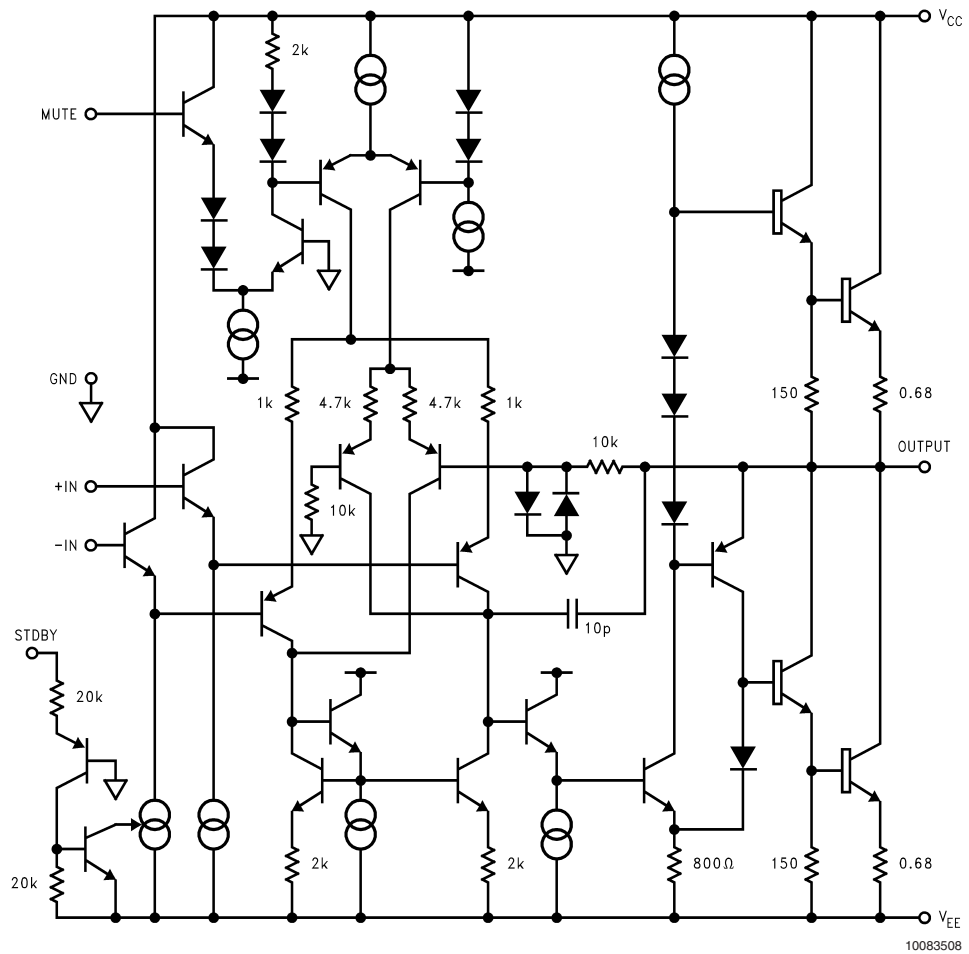 V_CC
2k
MUTE
GND
1k
4.7k
4.7k
1k
150
0.68
10k
OUTPUT
+IN
10k
-IN
10p
STDBY
20k
20k
2k
2k
800Ω
150
0.68
V_EE
10083508